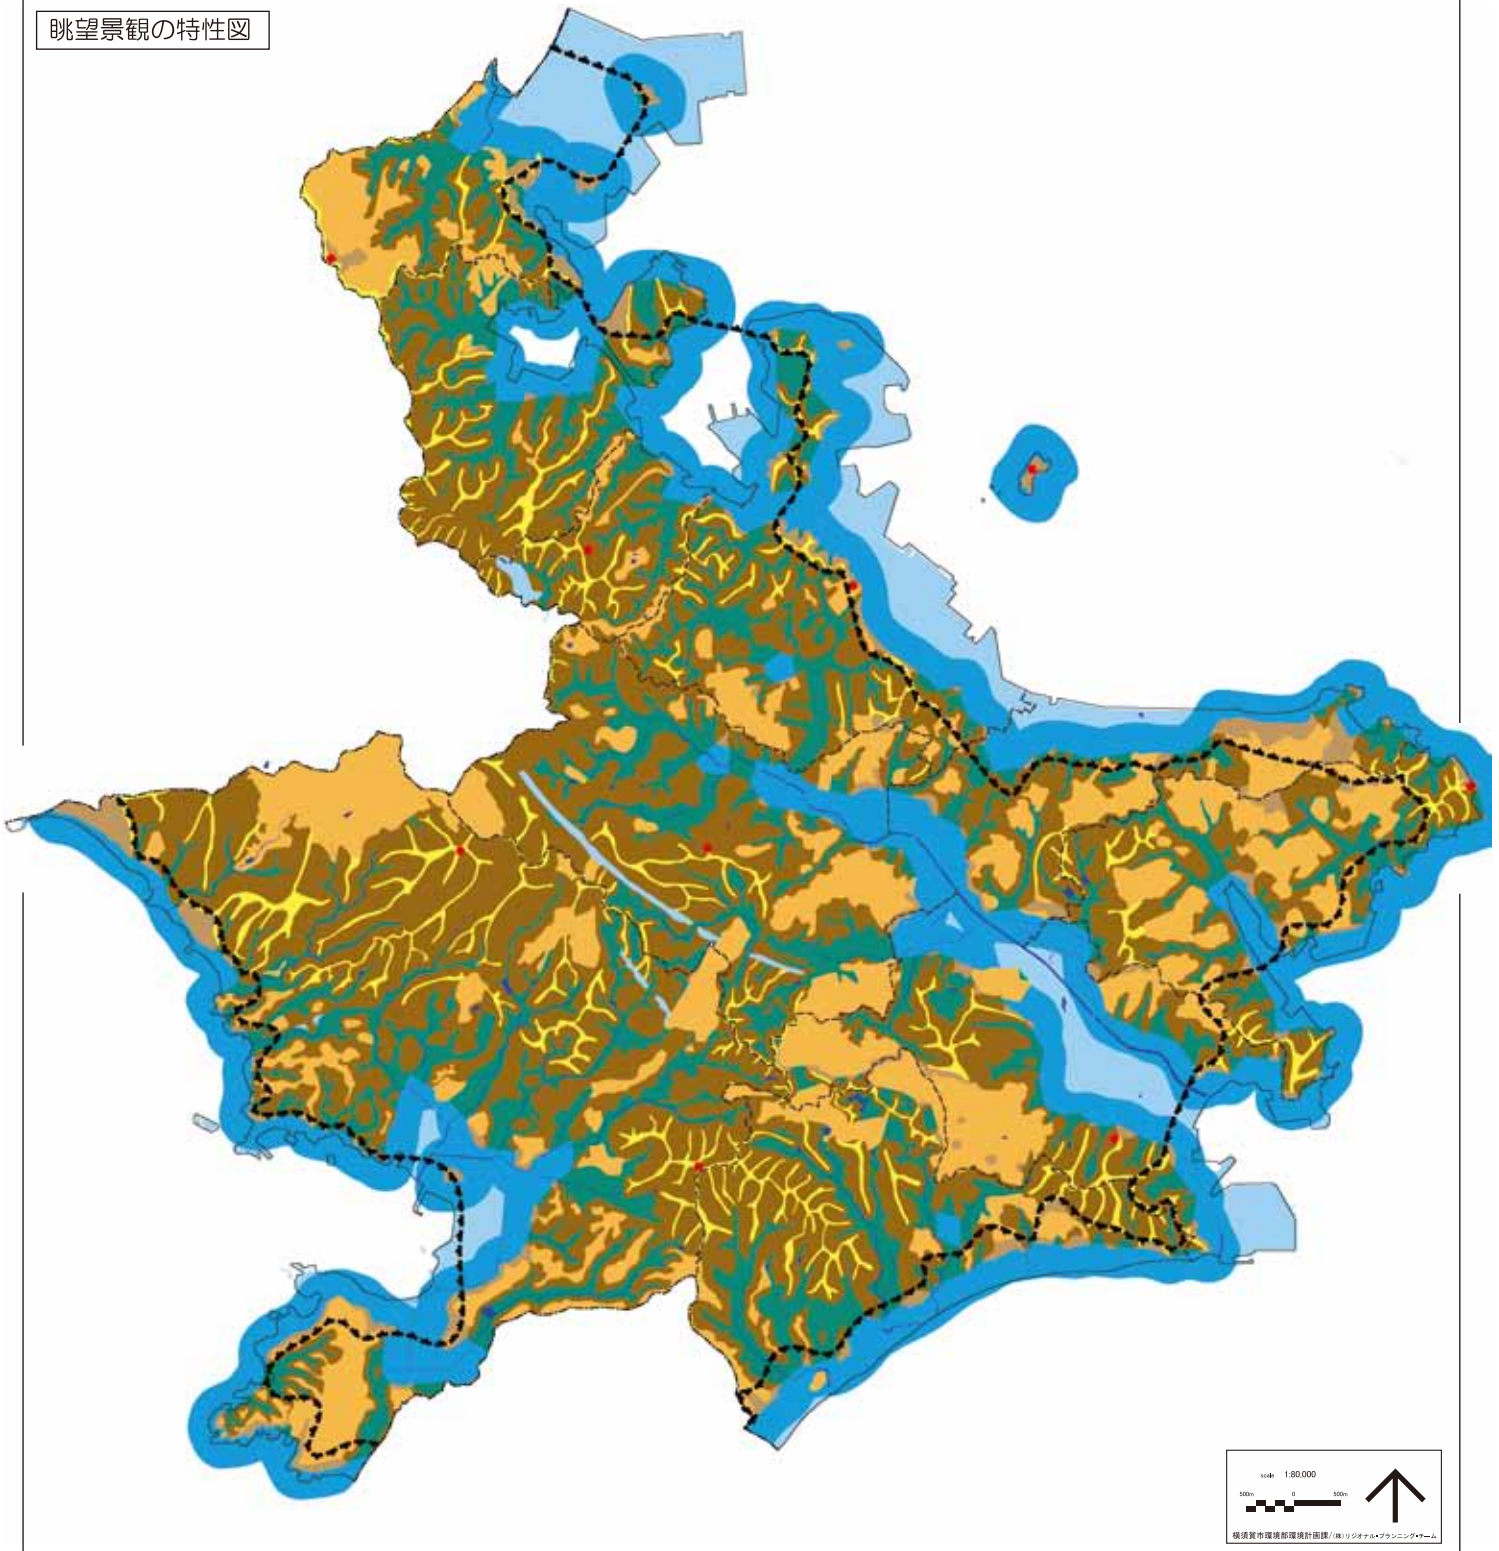 眺望景観の特性図
scale 1:80,000
500m 0 500m
横須賀市環境部環境計画課/(株)リジオナル・プランニング・チーム